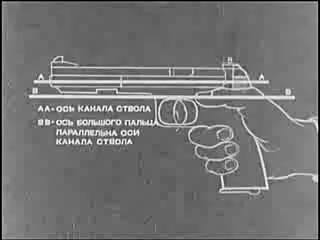 В
А А
В В
АА-ОСЬ КАНАЛА СТВОЛА
ВВ-ОСЬ БОЛЬШОГО ПАЛЬЦА
ПАРАЛЛЕЛЬНА ОСИ
КАНАЛА СТВОЛА